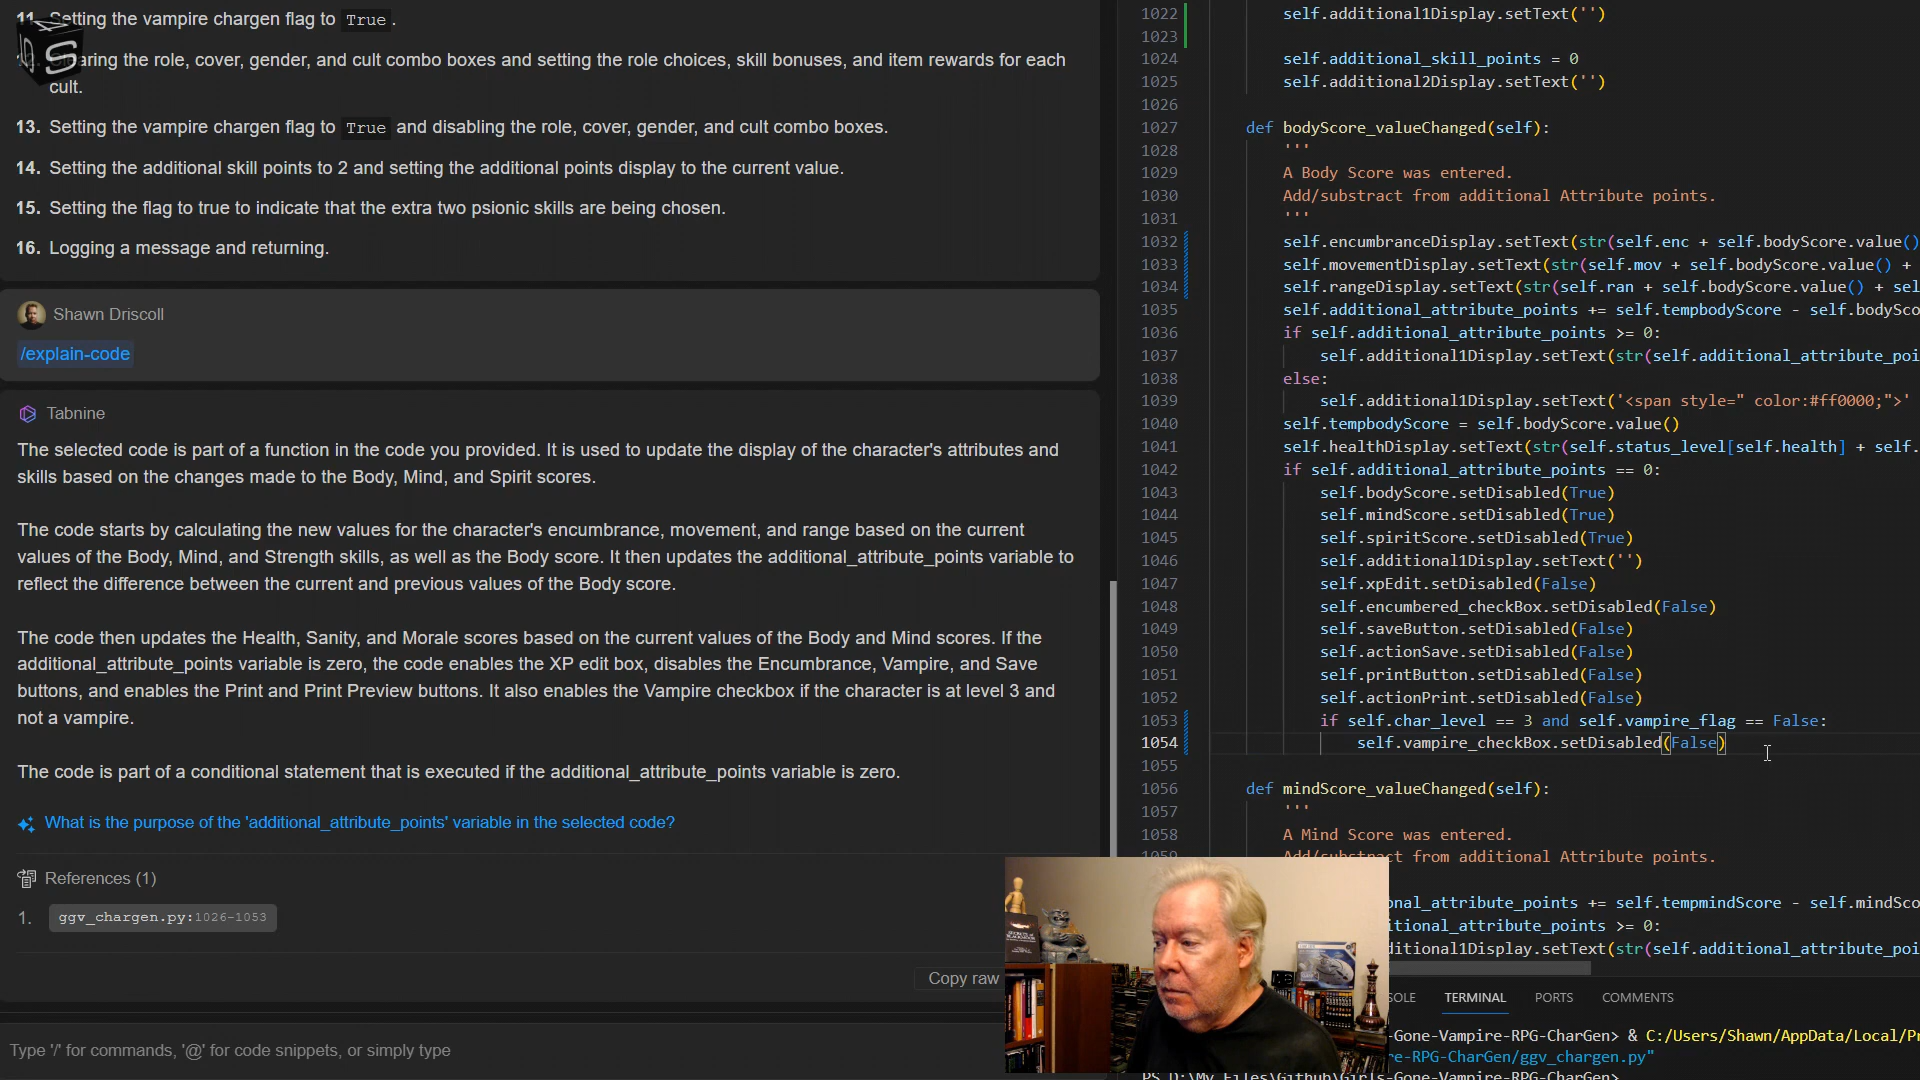 11. Setting the vampire chargen flag to True .
12. Clearing the role, cover, gender, and cult combo boxes and setting the role choices, skill bonuses, and item rewards for each
cult.
13. Setting the vampire chargen flag to True and disabling the role, cover, gender, and cult combo boxes.
14. Setting the additional skill points to 2 and setting the additional points display to the current value.
15. Setting the flag to true to indicate that the extra two psionic skills are being chosen.
16. Logging a message and returning.
Shawn Driscoll
/explain-code
Tabnine
The selected code is part of a function in the code you provided. It is used to update the display of the character's attributes and
skills based on the changes made to the Body, Mind, and Spirit scores.
The code starts by calculating the new values for the character's encumbrance, movement, and range based on the current
values of the Body, Mind, and Strength skills, as well as the Body score. It then updates the additional_attribute_points variable to
reflect the difference between the current and previous values of the Body score.
The code then updates the Health, Sanity, and Morale scores based on the current values of the Body and Mind scores. If the
additional_attribute_points variable is zero, the code enables the XP edit box, disables the Encumbrance, Vampire, and Save
buttons, and enables the Print and Print Preview buttons. It also enables the Vampire checkbox if the character is at level 3 and
not a vampire.
The code is part of a conditional statement that is executed if the additional_attribute_points variable is zero.
What is the purpose of the 'additional_attribute_points' variable in the selected code?
References (1)
1. ggv_chargen.py:1026-1053
Copy raw
Type '/' for commands, '@' for code snippets, or simply type
1022 self.additional1Display.setText('')
1023
1024 self.additional_skill_points = 0
1025 self.additional2Display.setText('')
1026
1027 def bodyScore_valueChanged(self):
1028 '''
1029 A Body Score was entered.
1030 Add/substract from additional Attribute points.
1031 '''
1032 self.encumbranceDisplay.setText(str(self.enc + self.bodyScore.value()
1033 self.movementDisplay.setText(str(self.mov + self.bodyScore.value() +
1034 self.rangeDisplay.setText(str(self.ran + self.bodyScore.value() + sel
1035 self.additional_attribute_points += self.tempbodyScore - self.bodySco
1036 if self.additional_attribute_points >= 0:
1037 self.additional1Display.setText(str(self.additional_attribute_poi
1038 else:
1039 self.additional1Display.setText('<span style=" color:#ff0000;">'
1040 self.tempbodyScore = self.bodyScore.value()
1041 self.healthDisplay.setText(str(self.status_level[self.health] + self.
1042 if self.additional_attribute_points == 0:
1043 self.bodyScore.setDisabled(True)
1044 self.mindScore.setDisabled(True)
1045 self.spiritScore.setDisabled(True)
1046 self.additional1Display.setText('')
1047 self.xpEdit.setDisabled(False)
1048 self.encumbered_checkBox.setDisabled(False)
1049 self.saveButton.setDisabled(False)
1050 self.actionSave.setDisabled(False)
1051 self.printButton.setDisabled(False)
1052 self.actionPrint.setDisabled(False)
1053 if self.char_level == 3 and self.vampire_flag == False:
1054 self.vampire_checkBox.setDisabled(False)
1055
1056 def mindScore_valueChanged(self):
1057 '''
1058 A Mind Score was entered.
1059 Add/substract from additional Attribute points.
onal_attribute_points += self.tempmindScore - self.mindSco
itional_attribute_points >= 0:
itional1Display.setText(str(self.additional_attribute_poi
SOLE TERMINAL PORTS COMMENTS
-Gone-Vampire-RPG-CharGen> & C:/Users/Shawn/AppData/Local/Pr
re-RPG-CharGen/ggv_chargen.py"
PS D:\My Files\Github\Girls-Gone-Vampire-RPG-CharGen>